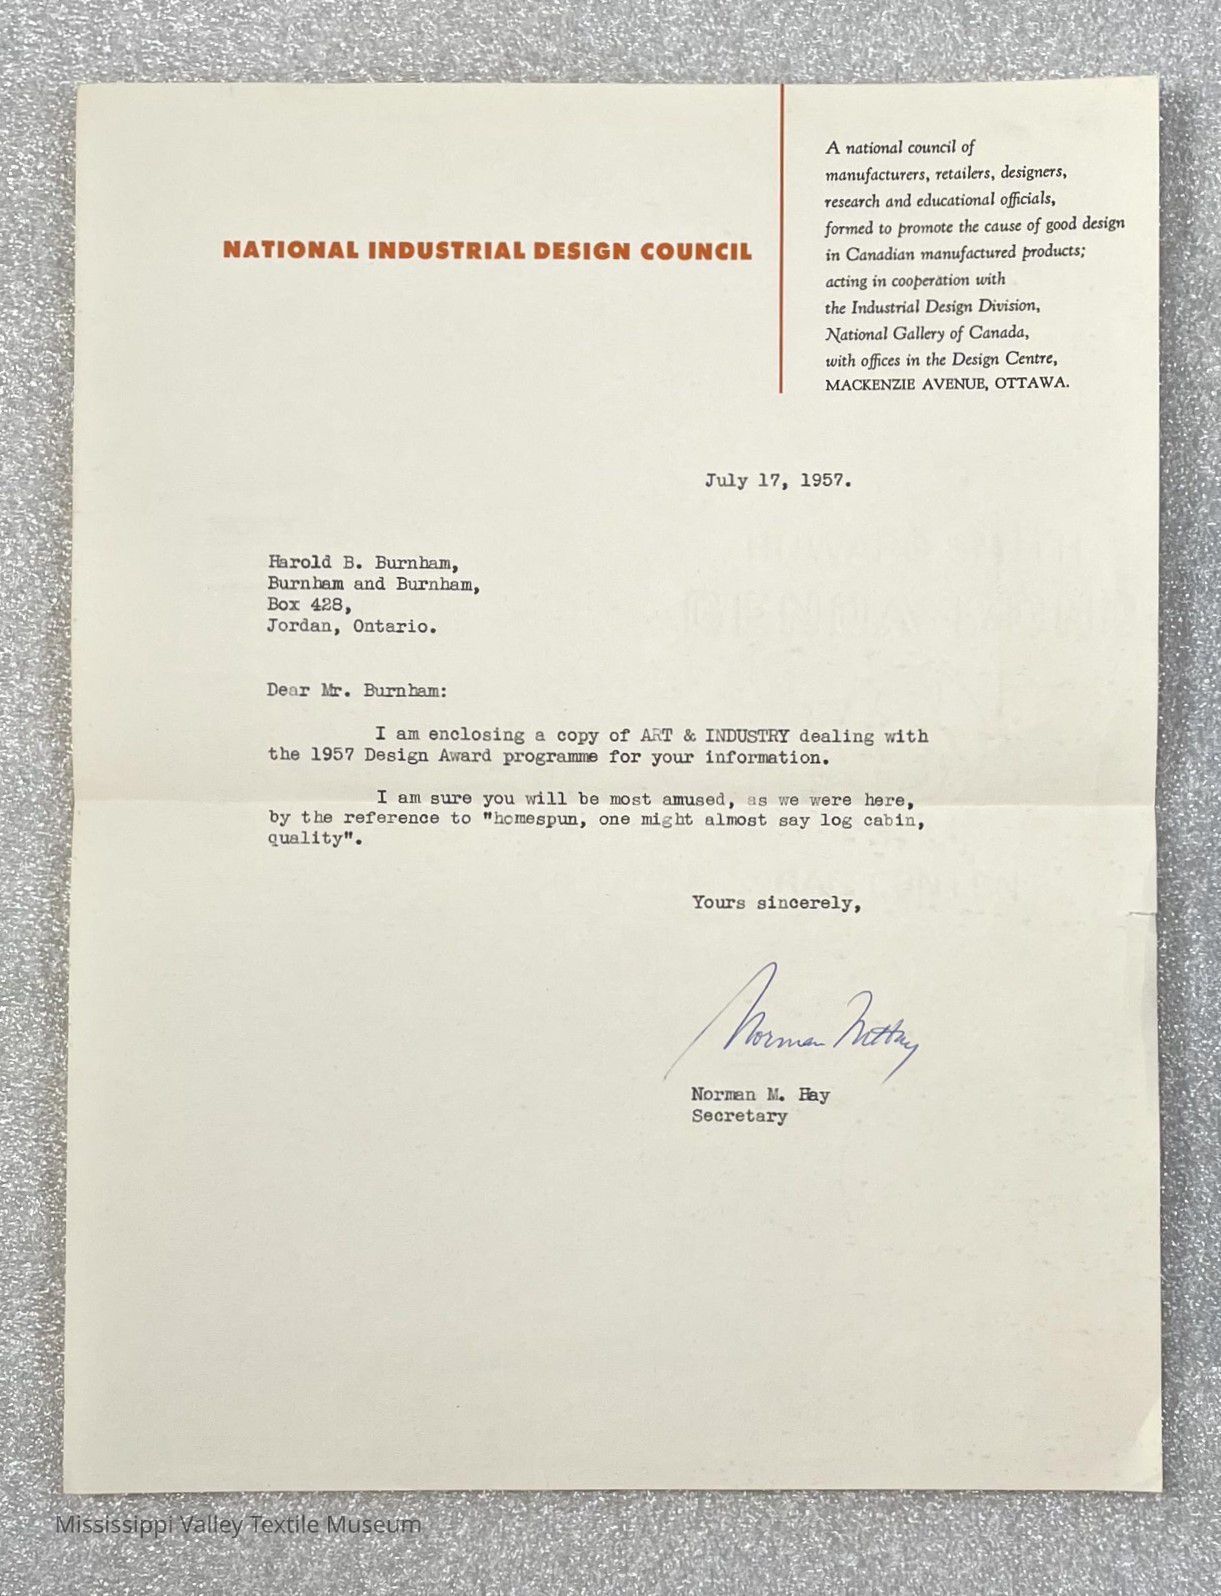 NATIONAL INDUSTRIAL DESIGN COUNCIL
A national council of
manufacturers, retailers, designers,
research and educational officials,
formed to promote the cause of good design
in Canadian manufactured products;
acting in cooperation with
the Industrial Design Division,
National Gallery of Canada,
with offices in the Design Centre,
MACKENZIE AVENUE, OTTAWA.
July 17, 1957.
Harold B. Burnham,
Burnham and Burnham,
Box 428,
Jordan, Ontario.
Dear Mr. Burnham:
I am enclosing a copy of ART & INDUSTRY dealing with
the 1957 Design Award programme for your information.
I am sure you will be most amused, as we were here,
by the reference to "homespun, one might almost say log cabin,
quality".
Yours sincerely,
Norman M Hay
Norman M. Hay
Secretary
Mississippi Valley Textile Museum